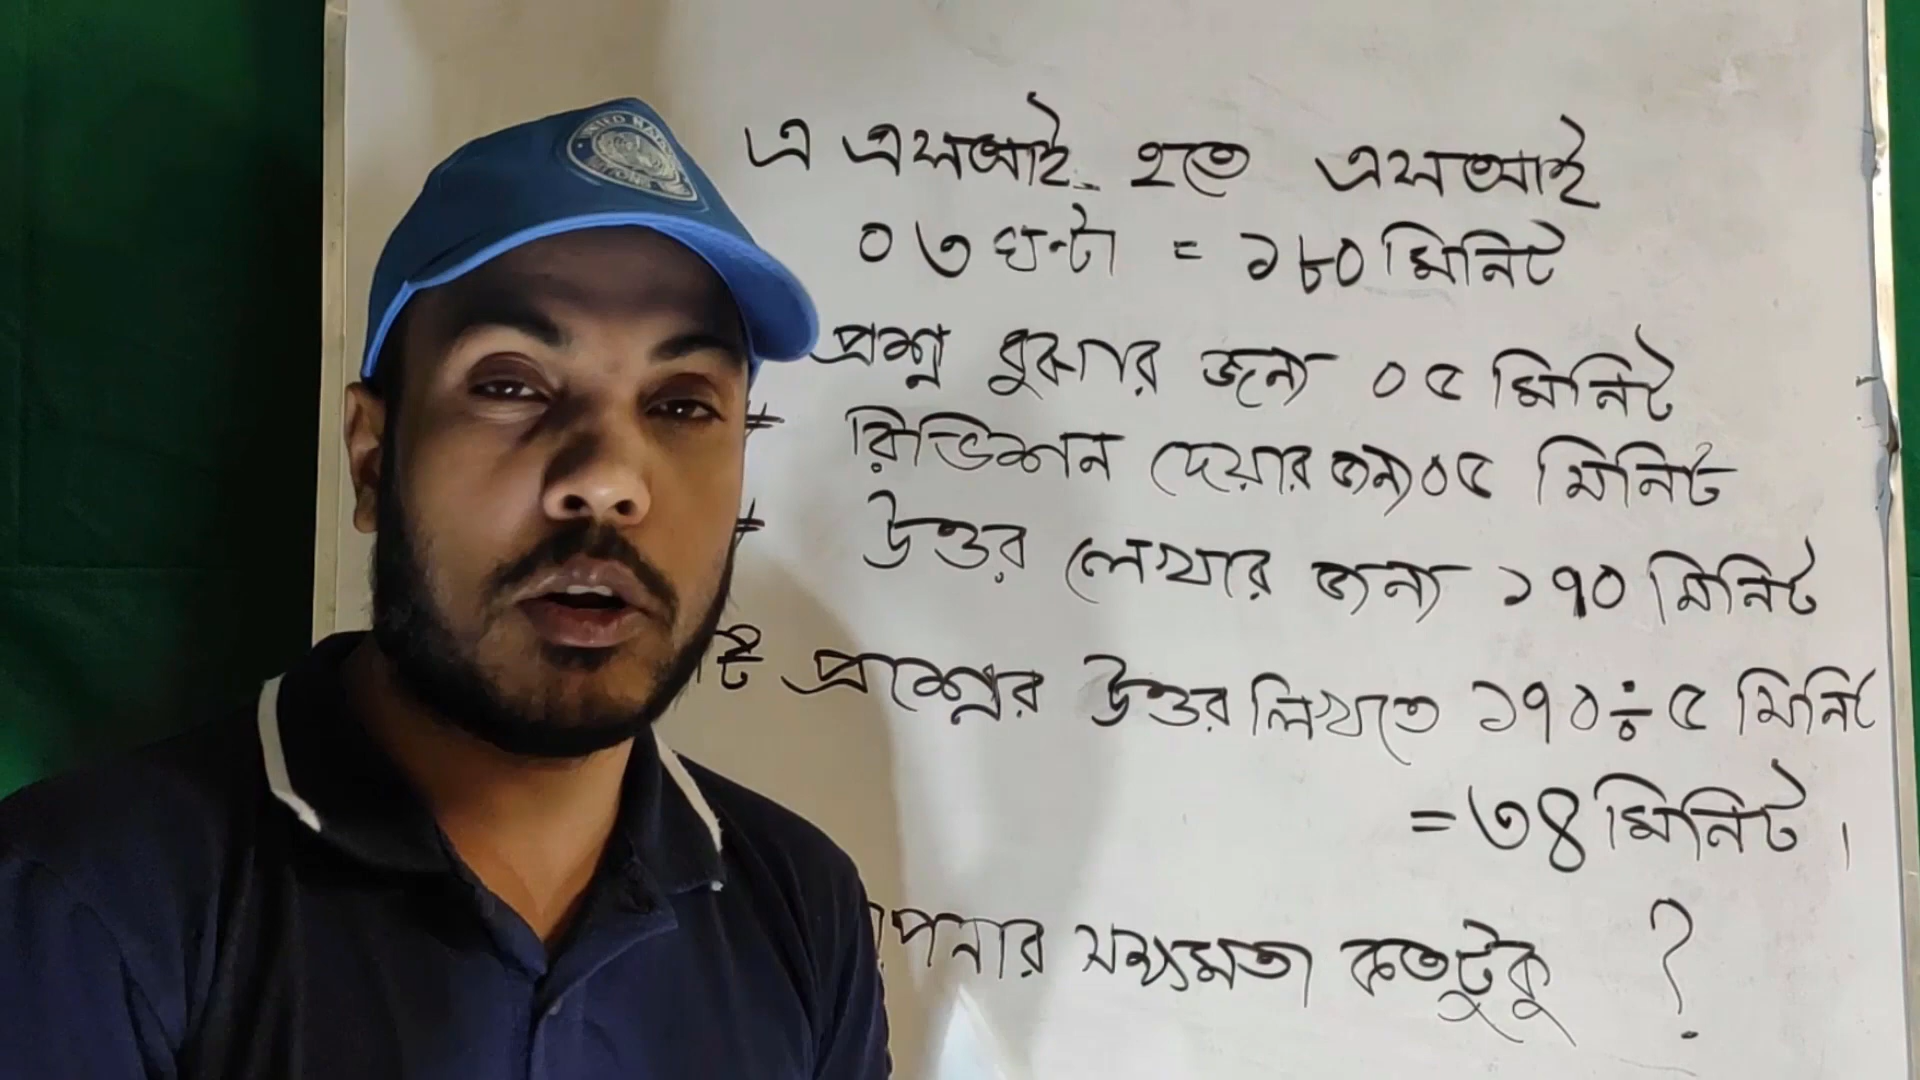 এ এসআই হতে এসআই
০৩ ঘন্টা = ১৮০ মিনিট
প্রশ্ন বুঝার জন্য ০৫ মিনিট
# রিভিশন দেয়ার জন্য ০৫ মিনিট
# উত্তর লেখার জন্য ১৭০ মিনিট
টি প্রশ্নের উত্তর লিখতে ১৭০ ÷ ৫ মিনিট
= ৩৪ মিনিট।
পনার সক্ষমতা কতটুকু ?